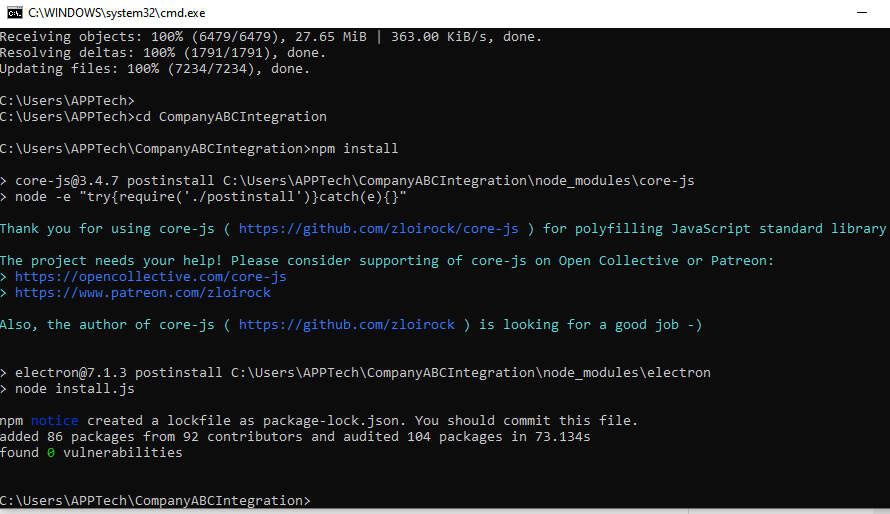 C:\WINDOWS\system32\cmd.exe
Receiving objects: 100% (6479/6479), 27.65 MiB | 363.00 KiB/s, done.
Resolving deltas: 100% (1791/1791), done.
Updating files: 100% (7234/7234), done.
C:\Users\APPTech>
C:\Users\APPTech>cd CompanyABCIntegration
C:\Users\APPTech\CompanyABCIntegration>npm install
> core-js@3.4.7 postinstall C:\Users\APPTech\CompanyABCIntegration\node_modules\core-js
> node -e "try{require('./postinstall')}catch(e){}"
Thank you for using core-js ( https://github.com/zloirock/core-js ) for polyfilling JavaScript standard library
The project needs your help! Please consider supporting of core-js on Open Collective or Patreon:
> https://opencollective.com/core-js
> https://www.patreon.com/zloirock
Also, the author of core-js ( https://github.com/zloirock ) is looking for a good job -)
> electron@7.1.3 postinstall C:\Users\APPTech\CompanyABCIntegration\node_modules\electron
> node install.js
npm notice created a lockfile as package-lock.json. You should commit this file.
added 86 packages from 92 contributors and audited 104 packages in 73.134s
found 0 vulnerabilities
C:\Users\APPTech\CompanyABCIntegration>